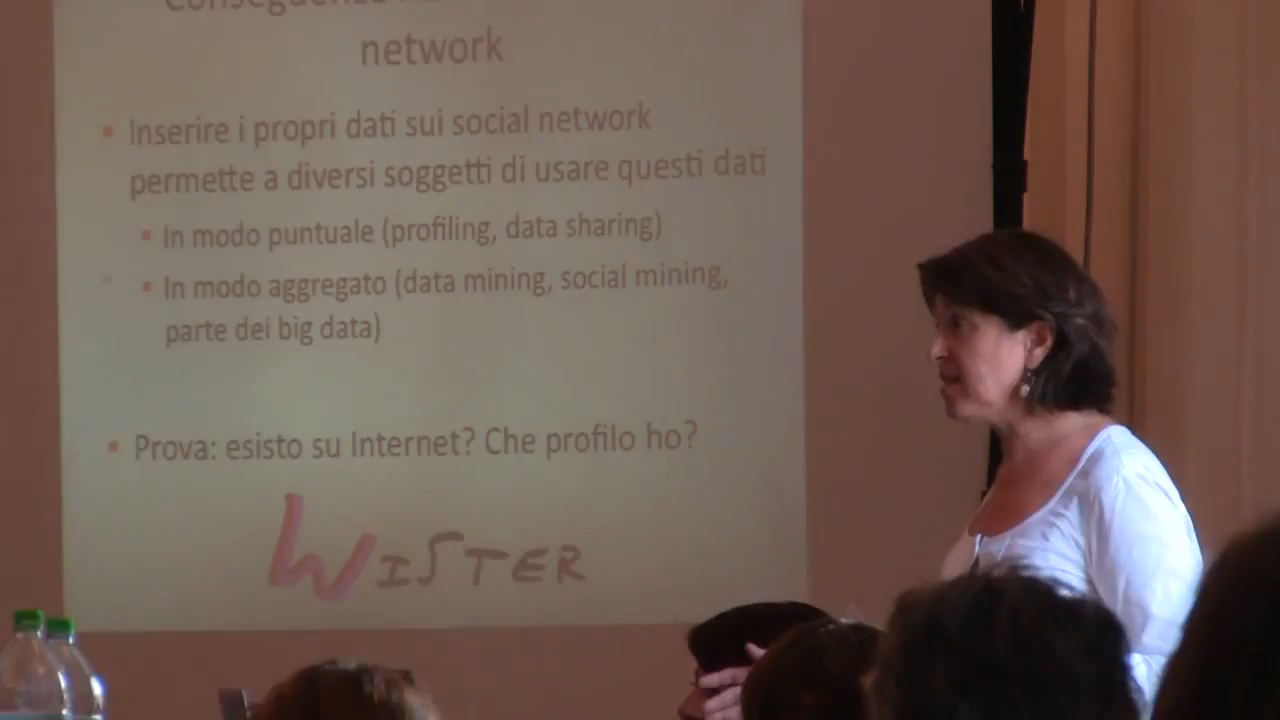 network
Inserire i propri dati sui social network
permette a diversi soggetti di usare questi dati
In modo puntuale (profiling, data sharing)
In modo aggregato (data mining, social mining,
parte dei big data)
Prova: esisto su Internet? Che profilo ho?
WISTER